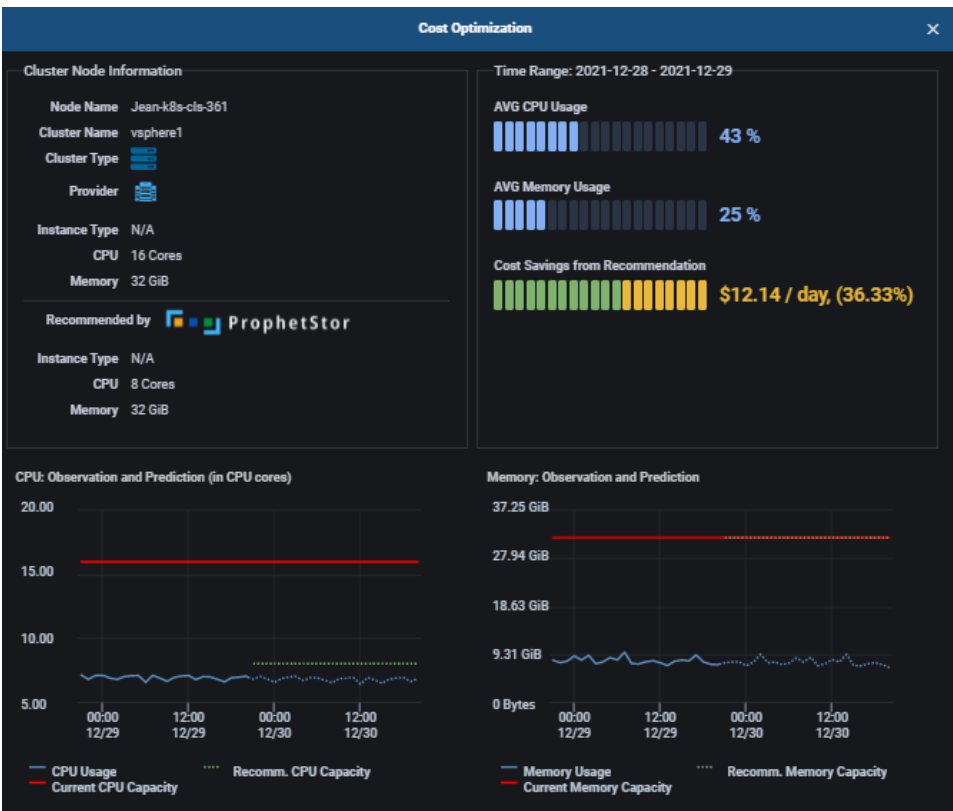 Cost Optimization
×
Cluster Node Information
Node Name Jean-k8s-cls-361
Cluster Name vsphere1
Cluster Type
Provider
Instance Type N/A
CPU 16 Cores
Memory 32 GiB
Recommended by ProphetStor
Instance Type N/A
CPU 8 Cores
Memory 32 GiB
Time Range: 2021-12-28 - 2021-12-29
AVG CPU Usage
43 %
AVG Memory Usage
25 %
Cost Savings from Recommendation
$12.14 / day, (36.33%)
CPU: Observation and Prediction (in CPU cores)
20.00
15.00
10.00
5.00
00:00 12:00 00:00 12:00
12/29 12/29 12/30 12/30
CPU Usage Recomm. CPU Capacity
Current CPU Capacity
Memory: Observation and Prediction
37.25 GiB
27.94 GiB
18.63 GiB
9.31 GiB
0 Bytes
00:00 12:00 00:00 12:00
12/29 12/29 12/30 12/30
Memory Usage Recomm. Memory Capacity
Current Memory Capacity